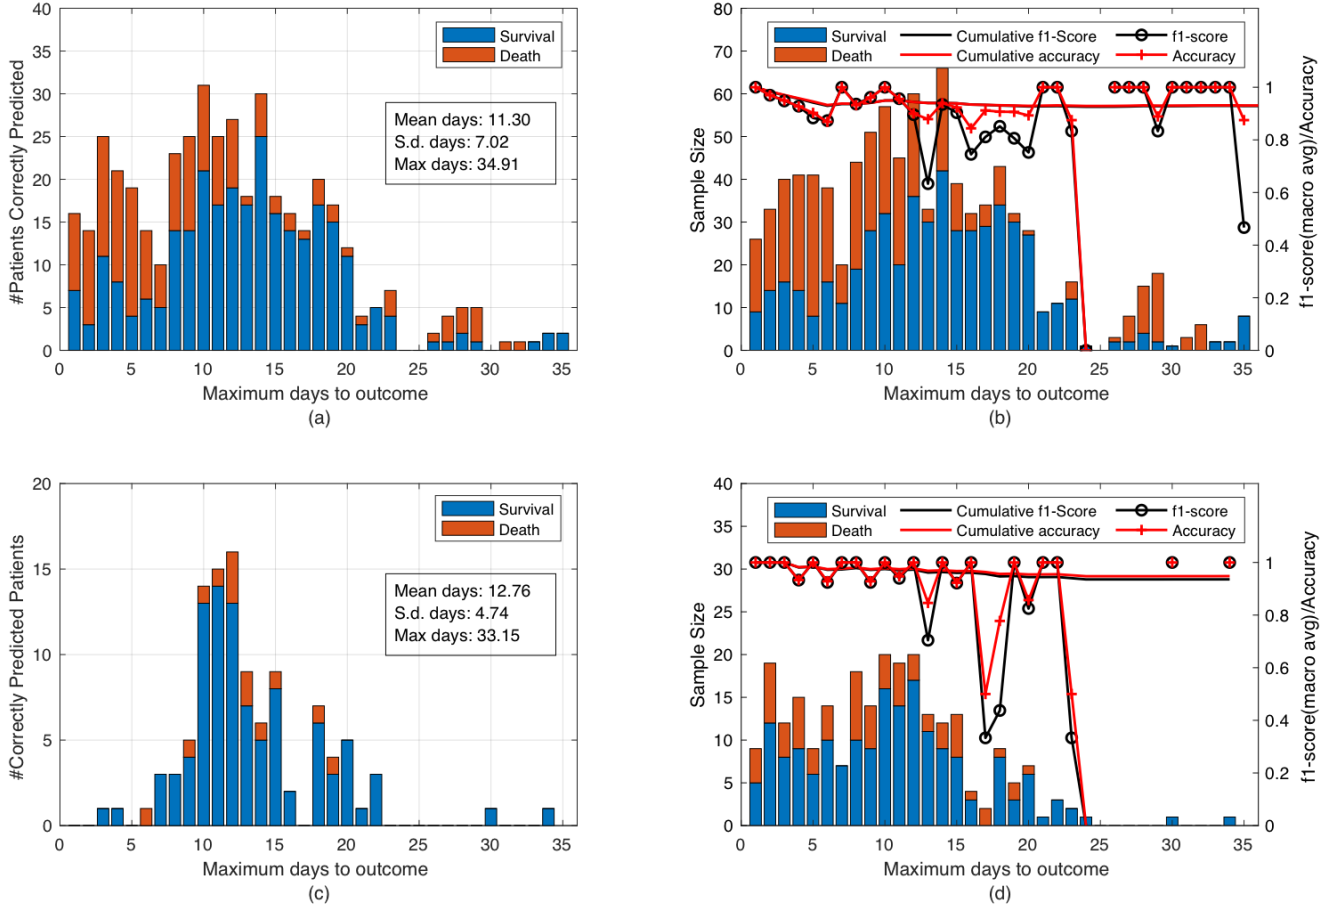 40
35
30
25
20
15
10
5
0
#Patients Correctly Predicted
Survival
Death
Mean days: 11.30
S.d. days: 7.02
Max days: 34.91
0 5 10 15 20 25 30 35
Maximum days to outcome
(a)
80
70
60
50
40
30
20
10
0
Sample Size
Survival Cumulative f1-Score f1-score
Death Cumulative accuracy Accuracy
1
0.8
0.6
0.4
0.2
0
f1-score(macro avg)/Accuracy
0 5 10 15 20 25 30 35
Maximum days to outcome
(b)
20
15
10
5
0
#Correctly Predicted Patients
Survival
Death
Mean days: 12.76
S.d. days: 4.74
Max days: 33.15
0 5 10 15 20 25 30 35
Maximum days to outcome
(c)
40
35
30
25
20
15
10
5
0
Sample Size
Survival Cumulative f1-Score f1-score
Death Cumulative accuracy Accuracy
1
0.8
0.6
0.4
0.2
0
f1-score(macro avg)/Accuracy
0 5 10 15 20 25 30 35
Maximum days to outcome
(d)